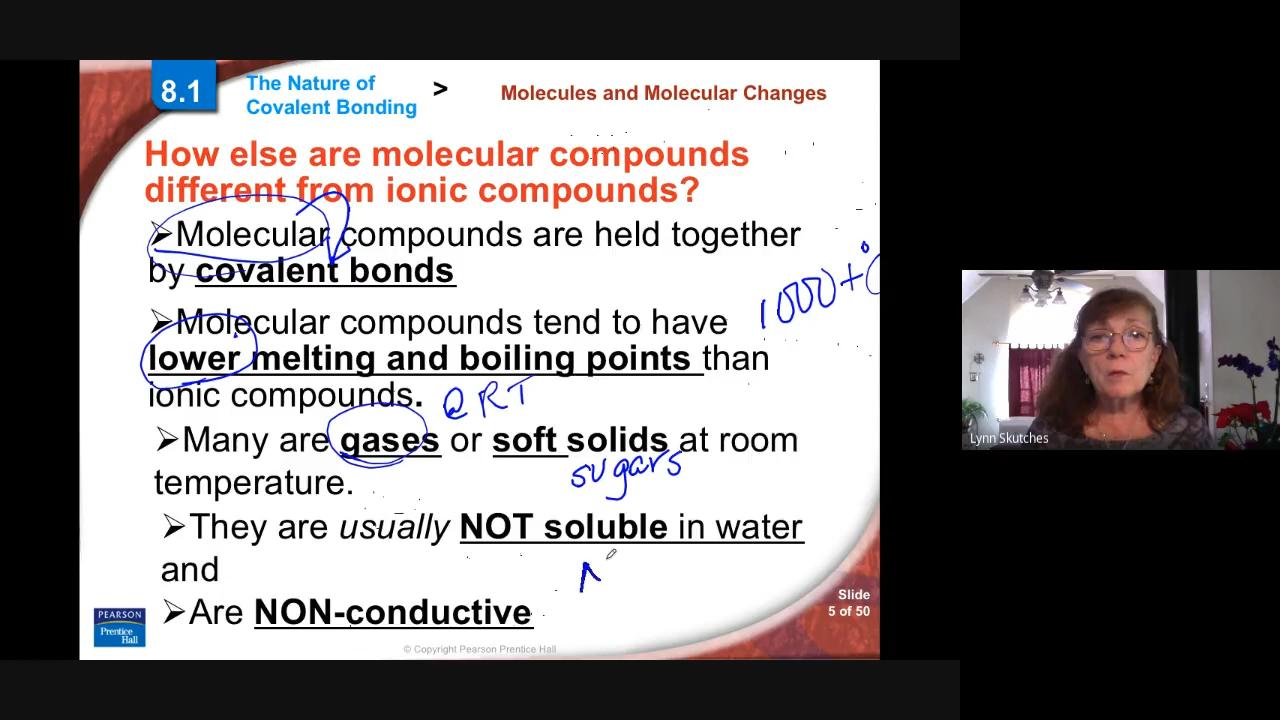 8.1
The Nature of
Covalent Bonding
>
Molecules and Molecular Changes
How else are molecular compounds
different from ionic compounds?
➢Molecular compounds are held together
by covalent bonds
1000+°C
➢Molecular compounds tend to have
lower melting and boiling points than
ionic compounds.
@ RT
➢Many are gases or soft solids at room
sugars
temperature.
➢They are usually NOT soluble in water
and
➢Are NON-conductive
PEARSON
Prentice
Hall
© Copyright Pearson Prentice Hall
Slide
5 of 50
Lynn Skutches